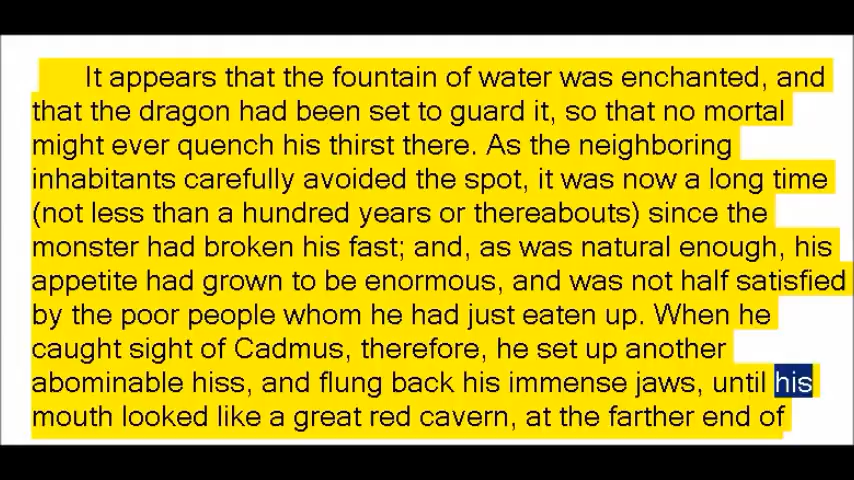 It appears that the fountain of water was enchanted, and
that the dragon had been set to guard it, so that no mortal
might ever quench his thirst there. As the neighboring
inhabitants carefully avoided the spot, it was now a long time
(not less than a hundred years or thereabouts) since the
monster had broken his fast; and, as was natural enough, his
appetite had grown to be enormous, and was not half satisfied
by the poor people whom he had just eaten up. When he
caught sight of Cadmus, therefore, he set up another
abominable hiss, and flung back his immense jaws, until his
mouth looked like a great red cavern, at the farther end of